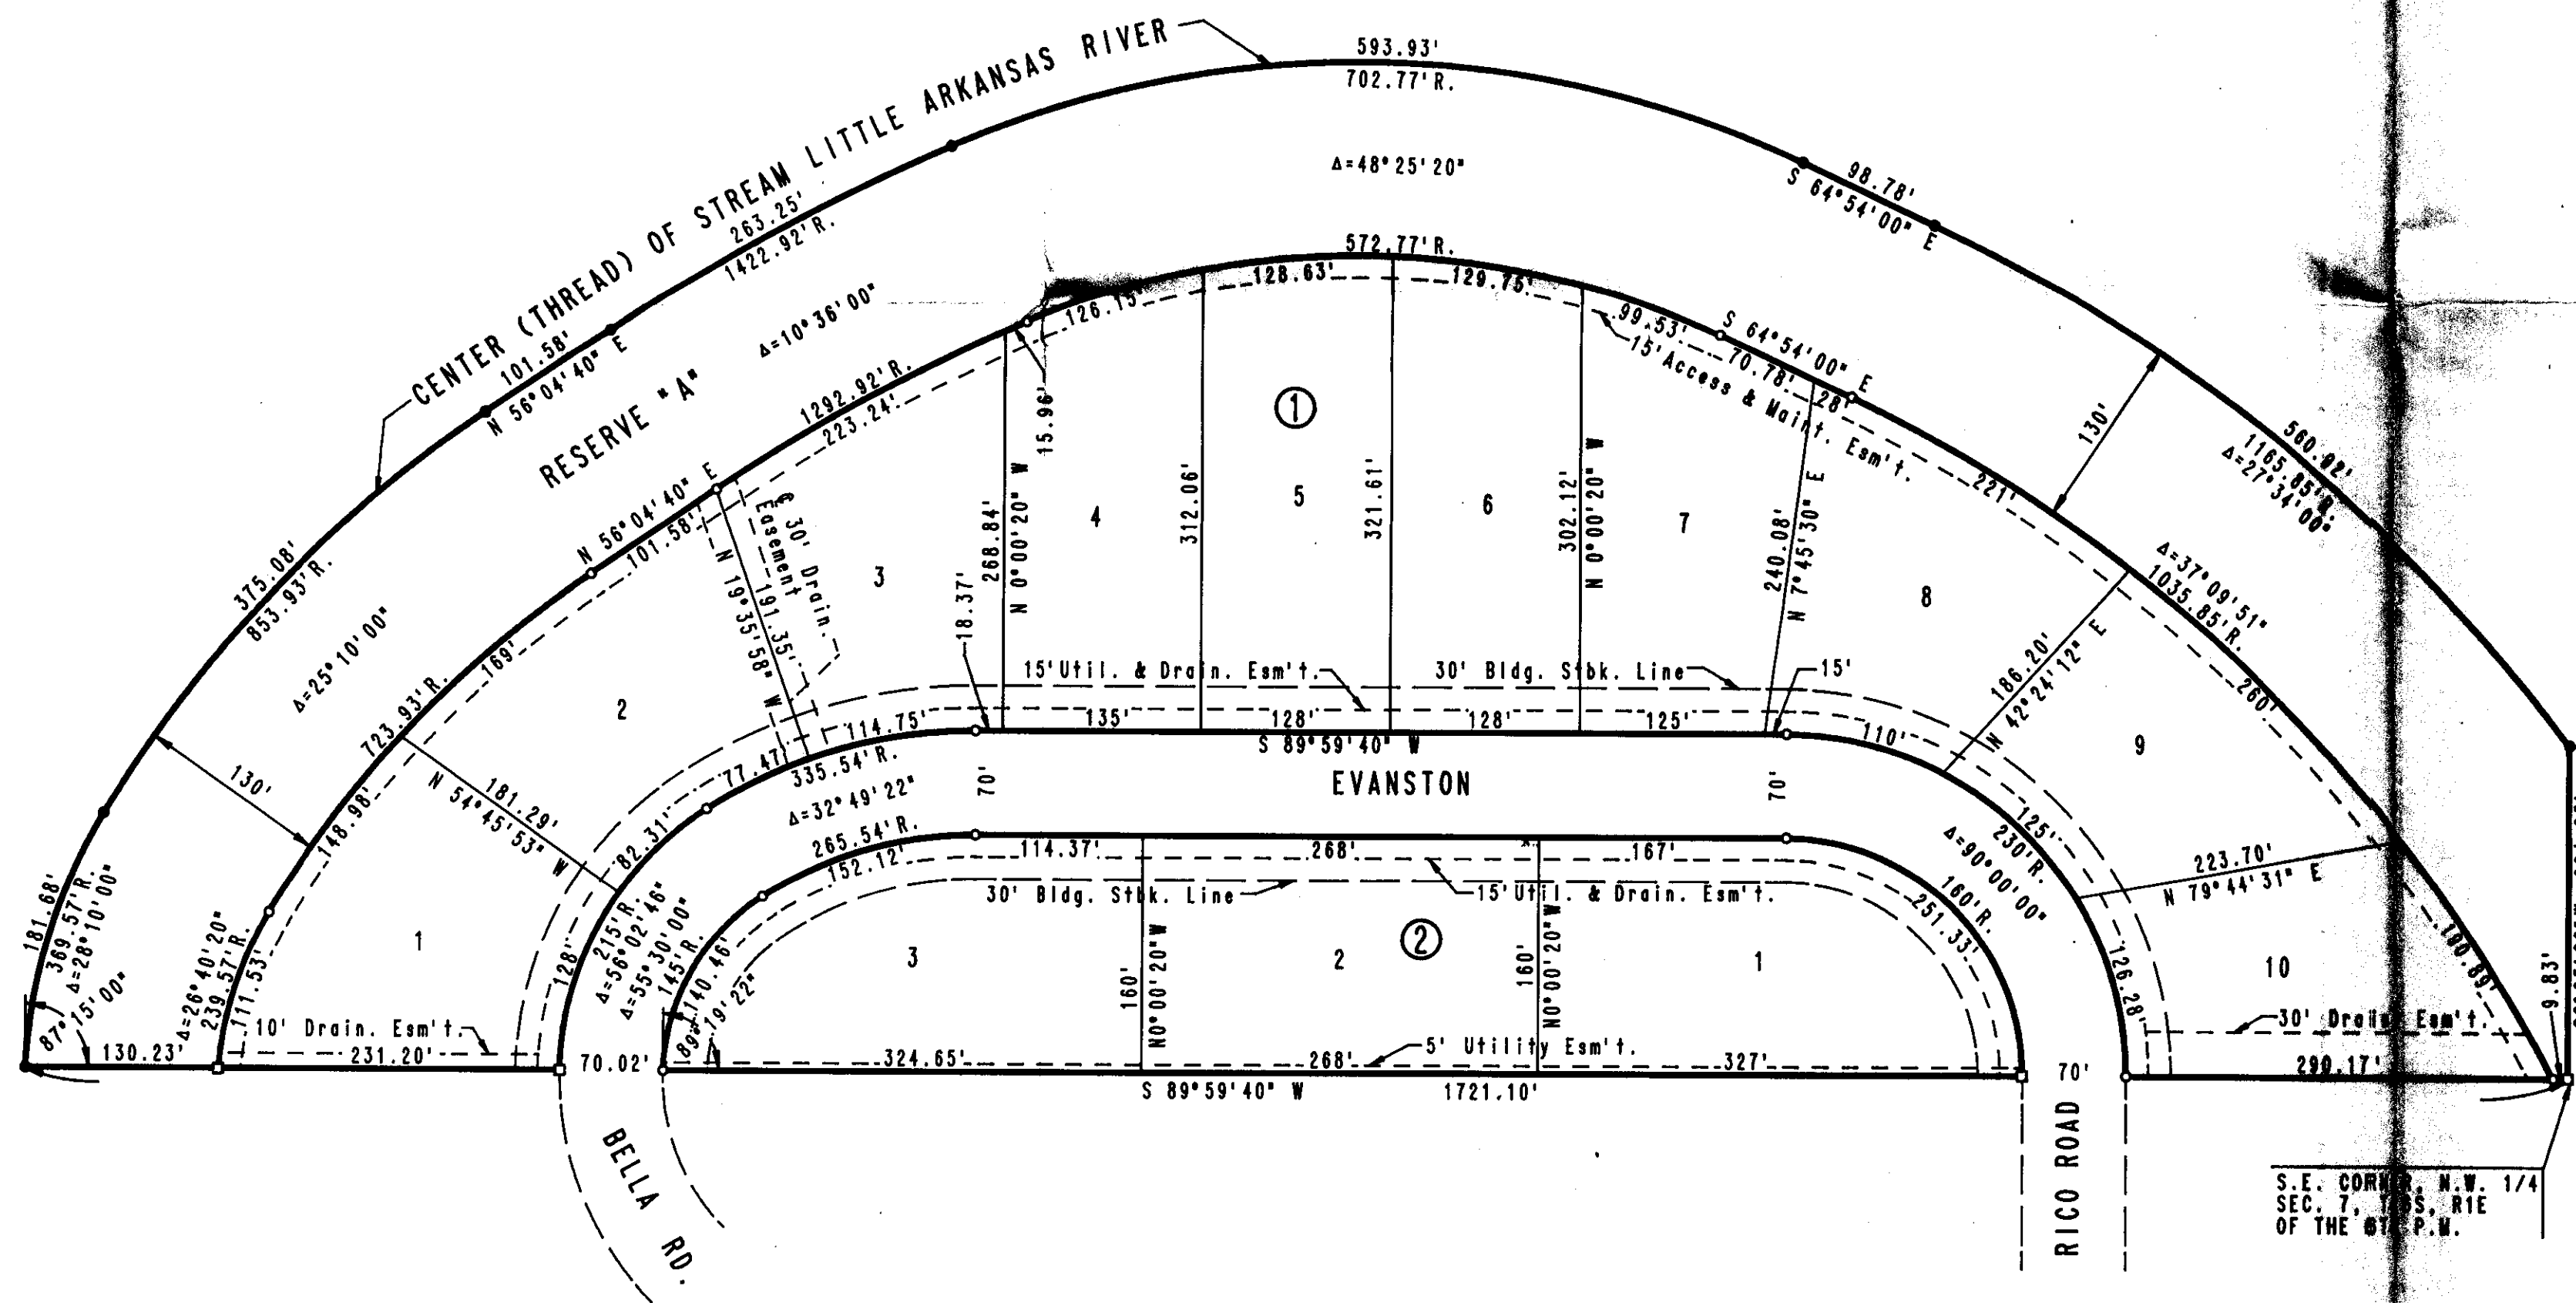 CENTER (THREAD) OF STREAM LITTLE ARKANSAS RIVER
593.93'
702.77'R.
Δ=48°25'20"
98.78'
S 64°54'00" E
263.25'
1422.92'R.
Δ=10°36'00"
101.58'
N 56°04'40" E
RESERVE "A"
375.08'
853.93'R.
Δ=25°10'00"
130'
181.68'
369.57'R.
Δ=28°10'00"
87°15'00"
130.23'
572.77'R.
128.63'
129.75'
126.15'
99.53'
S 64°54'00" E
70.78'
28'
15' Access & Maint. Esm't.
1292.92'R.
223.24'
15.96'
N 56°04'40" E
101.58'
169'
723.93'R.
148.98'
Δ=26°40'20"
239.57'R.
111.53'
221'
130'
560.92'
1165.85'R.
Δ=27°34'00"
Δ=37°09'51"
1035.85'R.
260'
190.89'
9.83'
1
181.29'
N 54°45'53" W
2
N 19°35'58" W
191.35'
℄ 30' Drain.
Easement
3
268.84'
N 0°00'20" W
4
312.06'
①
5
321.61'
6
302.12'
N 0°00'20" W
7
240.08'
N 7°45'30" E
8
186.20'
N 42°24'12" E
9
223.70'
N 79°44'31" E
10
30' Drain. Esm't.
290.17'
18.37'
15' Util. & Drain. Esm't.
30' Bldg. Stbk. Line
15'
135'
128'
128'
125'
110'
S 89°59'40" W
EVANSTON
70'
70'
114.75'
77.47'
335.54'R.
Δ=32°49'22"
265.54'R.
152.12'
82.31'
128'
215'R.
Δ=56°02'46"
Δ=55°30'00"
145'R.
140.46'
89°19'22"
125'
230'R.
Δ=90°00'00"
160'R.
251.33'
126.28'
114.37'
268'
167'
30' Bldg. Stbk. Line
15' Util. & Drain. Esm't.
3
160'
N0°00'20"W
2
②
160'
N0°00'20"W
1
10' Drain. Esm't.
231.20'
70.02'
324.65'
268'
5' Utility Esm't.
327'
70'
S 89°59'40" W 1721.10'
BELLA RD.
RICO ROAD
S.E. CORNER, N.W. 1/4
SEC. 7, R1E
OF THE P.M.